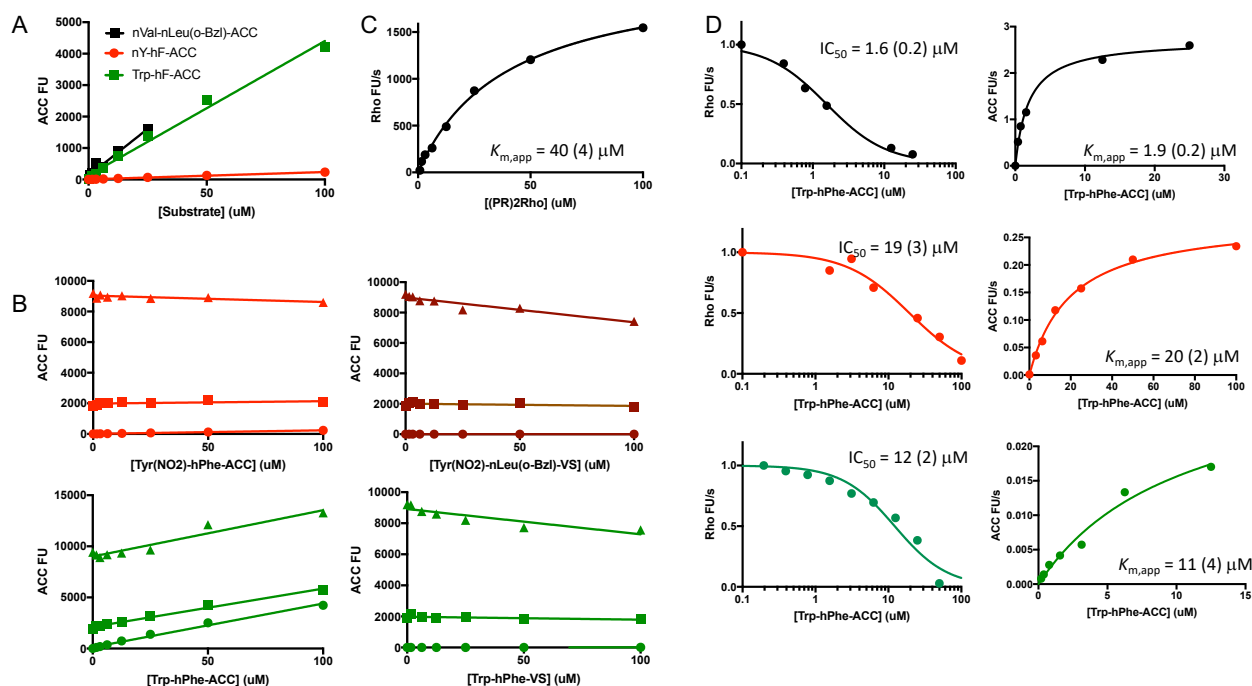 A
5000
4000
3000
2000
1000
0
ACC FU
nVal-nLeu(o-Bzl)-ACC
nY-hF-ACC
Trp-hF-ACC
0
50
100
[Substrate] (uM)
C
1500
1000
500
0
Rho FU/s
Km,app = 40 (4) μM
0
50
100
[(PR)2Rho] (uM)
D
1.0
0.5
0.0
Rho FU/s
IC50 = 1.6 (0.2) μM
0.1
1
10
100
[Trp-hPhe-ACC] (uM)
3
2
1
0
ACC FU/s
Km,app = 1.9 (0.2) μM
0
10
20
30
[Trp-hPhe-ACC] (uM)
B
10000
8000
6000
4000
2000
0
ACC FU
0
50
100
[Tyr(NO2)-hPhe-ACC] (uM)
10000
8000
6000
4000
2000
0
ACC FU
0
50
100
[Tyr(NO2)-nLeu(o-Bzl)-VS] (uM)
1.0
0.5
0.0
Rho FU/s
IC50 = 19 (3) μM
0.1
1
10
100
[Trp-hPhe-ACC] (uM)
0.25
0.20
0.15
0.10
0.05
0.00
ACC FU/s
Km,app = 20 (2) μM
0
20
40
60
80
100
[Trp-hPhe-ACC] (uM)
15000
10000
5000
0
ACC FU
0
50
100
[Trp-hPhe-ACC] (uM)
10000
8000
6000
4000
2000
0
ACC FU
0
50
100
[Trp-hPhe-VS] (uM)
1.0
0.5
0.0
Rho FU/s
IC50 = 12 (2) μM
0.1
1
10
100
[Trp-hPhe-ACC] (uM)
0.020
0.015
0.010
0.005
0.000
ACC FU/s
Km,app = 11 (4) μM
0
5
10
15
[Trp-hPhe-ACC] (uM)